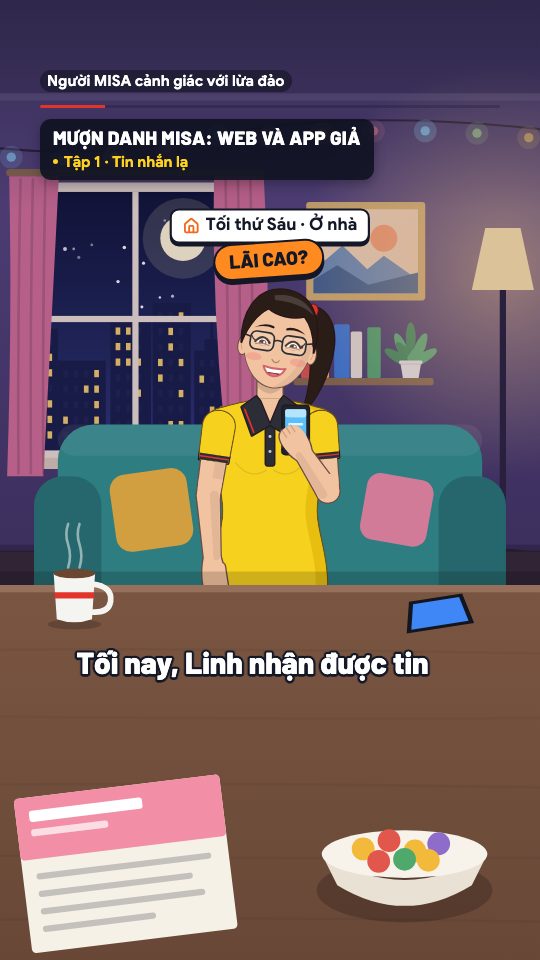 Người MISA cảnh giác với lừa đảo
MƯỢN DANH MISA: WEB VÀ APP GIẢ
• Tập 1 · Tin nhắn lạ
Tối thứ Sáu · Ở nhà
LÃI CAO?
Tối nay, Linh nhận được tin